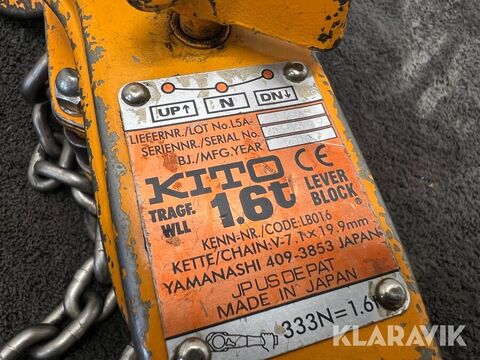 UP↑ N DN↓
LIEFERNR./LOT No. L5A-
SERIENNR./SERIAL No.
BJ./MFG.YEAR
KITO CE
TRAGF. WLL 1.6t LEVER BLOCK®
KENN-NR./CODE:LB016
KETTE/CHAIN:V-7.1×19.9mm
YAMANASHI 409-3853 JAPAN
JP US DE PAT
MADE IN JAPAN
333N=1.6t
KLARAVIK